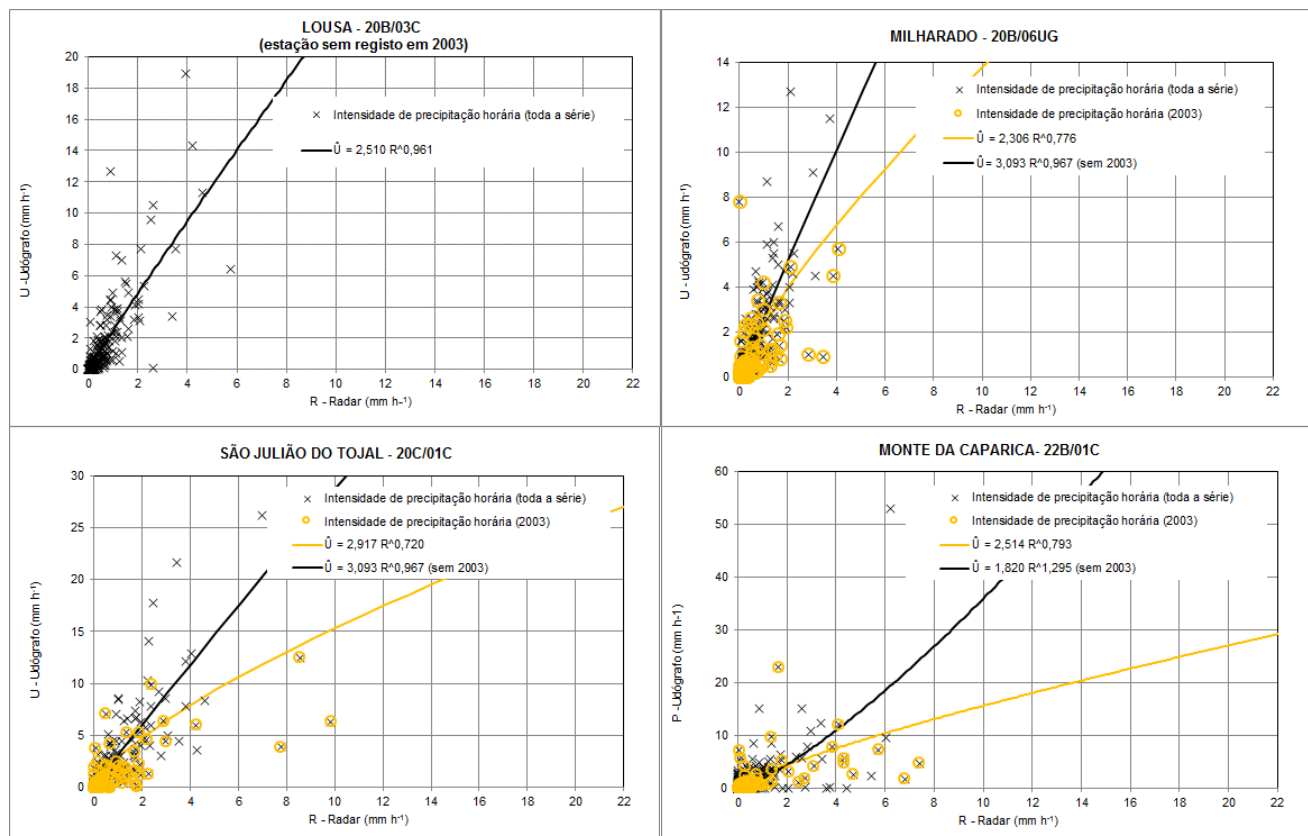 LOUSA - 20B/03C
(estação sem registo em 2003)
20
18
16
14
12
10
8
6
4
2
0
U -Udógrafo (mm h-1)
Intensidade de precipitação horária (toda a série)
Û = 2,510 R^0,961
0 2 4 6 8 10 12 14 16 18 20 22
R - Radar (mm h-1)
MILHARADO - 20B/06UG
14
12
10
8
6
4
2
0
U - udógrafo (mm h-1)
Intensidade de precipitação horária (toda a série)
Intensidade de precipitação horária (2003)
Û = 2,306 R^0,776
Û = 3,093 R^0,967 (sem 2003)
0 2 4 6 8 10 12 14 16 18 20 22
R - Radar (mm h-1)
SÃO JULIÃO DO TOJAL - 20C/01C
30
25
20
15
10
5
0
U - Udógrafo (mm h-1)
Intensidade de precipitação horária (toda a série)
Intensidade de precipitação horária (2003)
Û = 2,917 R^0,720
Û = 3,093 R^0,967 (sem 2003)
0 2 4 6 8 10 12 14 16 18 20 22
R - Radar (mm h-1)
MONTE DA CAPARICA- 22B/01C
60
50
40
30
20
10
0
P -Udógrafo (mm h-1)
Intensidade de precipitação horária (toda a série)
Intensidade de precipitação horária (2003)
Û = 2,514 R^0,793
Û = 1,820 R^1,295 (sem 2003)
0 2 4 6 8 10 12 14 16 18 20 22
R - Radar (mm h-1)